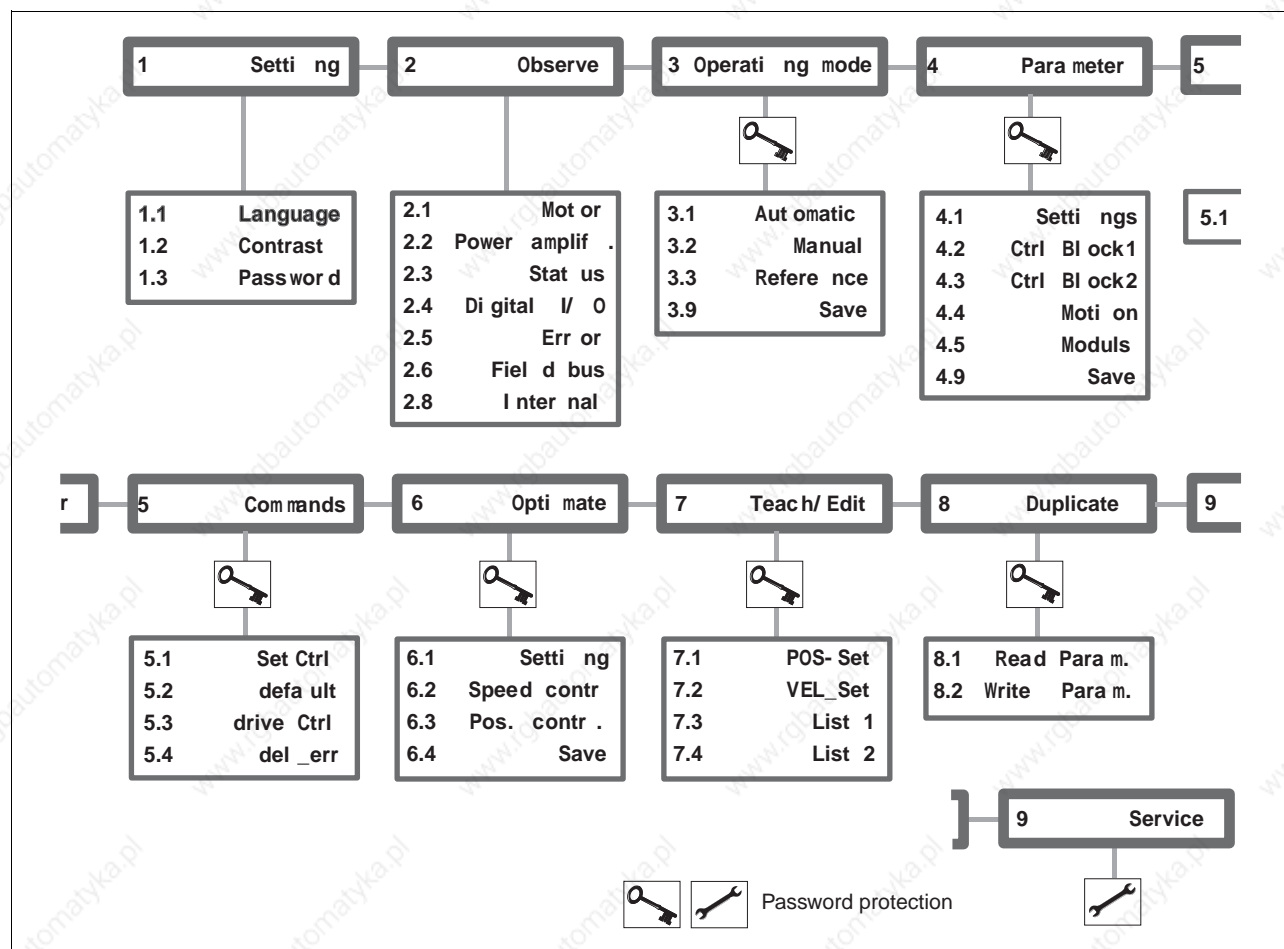 1 Setting
2 Observe
3 Operating mode
4 Parameter
5
1.1 Language
1.2 Contrast
1.3 Password
2.1 Motor
2.2 Power amplif .
2.3 Status
2.4 Digital I/ O
2.5 Error
2.6 Field bus
2.8 Internal
3.1 Automatic
3.2 Manual
3.3 Reference
3.9 Save
4.1 Settings
4.2 Ctrl Block1
4.3 Ctrl Block2
4.4 Motion
4.5 Moduls
4.9 Save
5.1
r
5 Commands
6 Optimate
7 Teach/ Edit
8 Duplicate
9
5.1 Set Ctrl
5.2 default
5.3 drive Ctrl
5.4 del _err
6.1 Setting
6.2 Speed contr
6.3 Pos. contr .
6.4 Save
7.1 POS- Set
7.2 VEL_Set
7.3 List 1
7.4 List 2
8.1 Read Param.
8.2 Write Param.
9 Service
Password protection
www.rgbautomatyka.pl